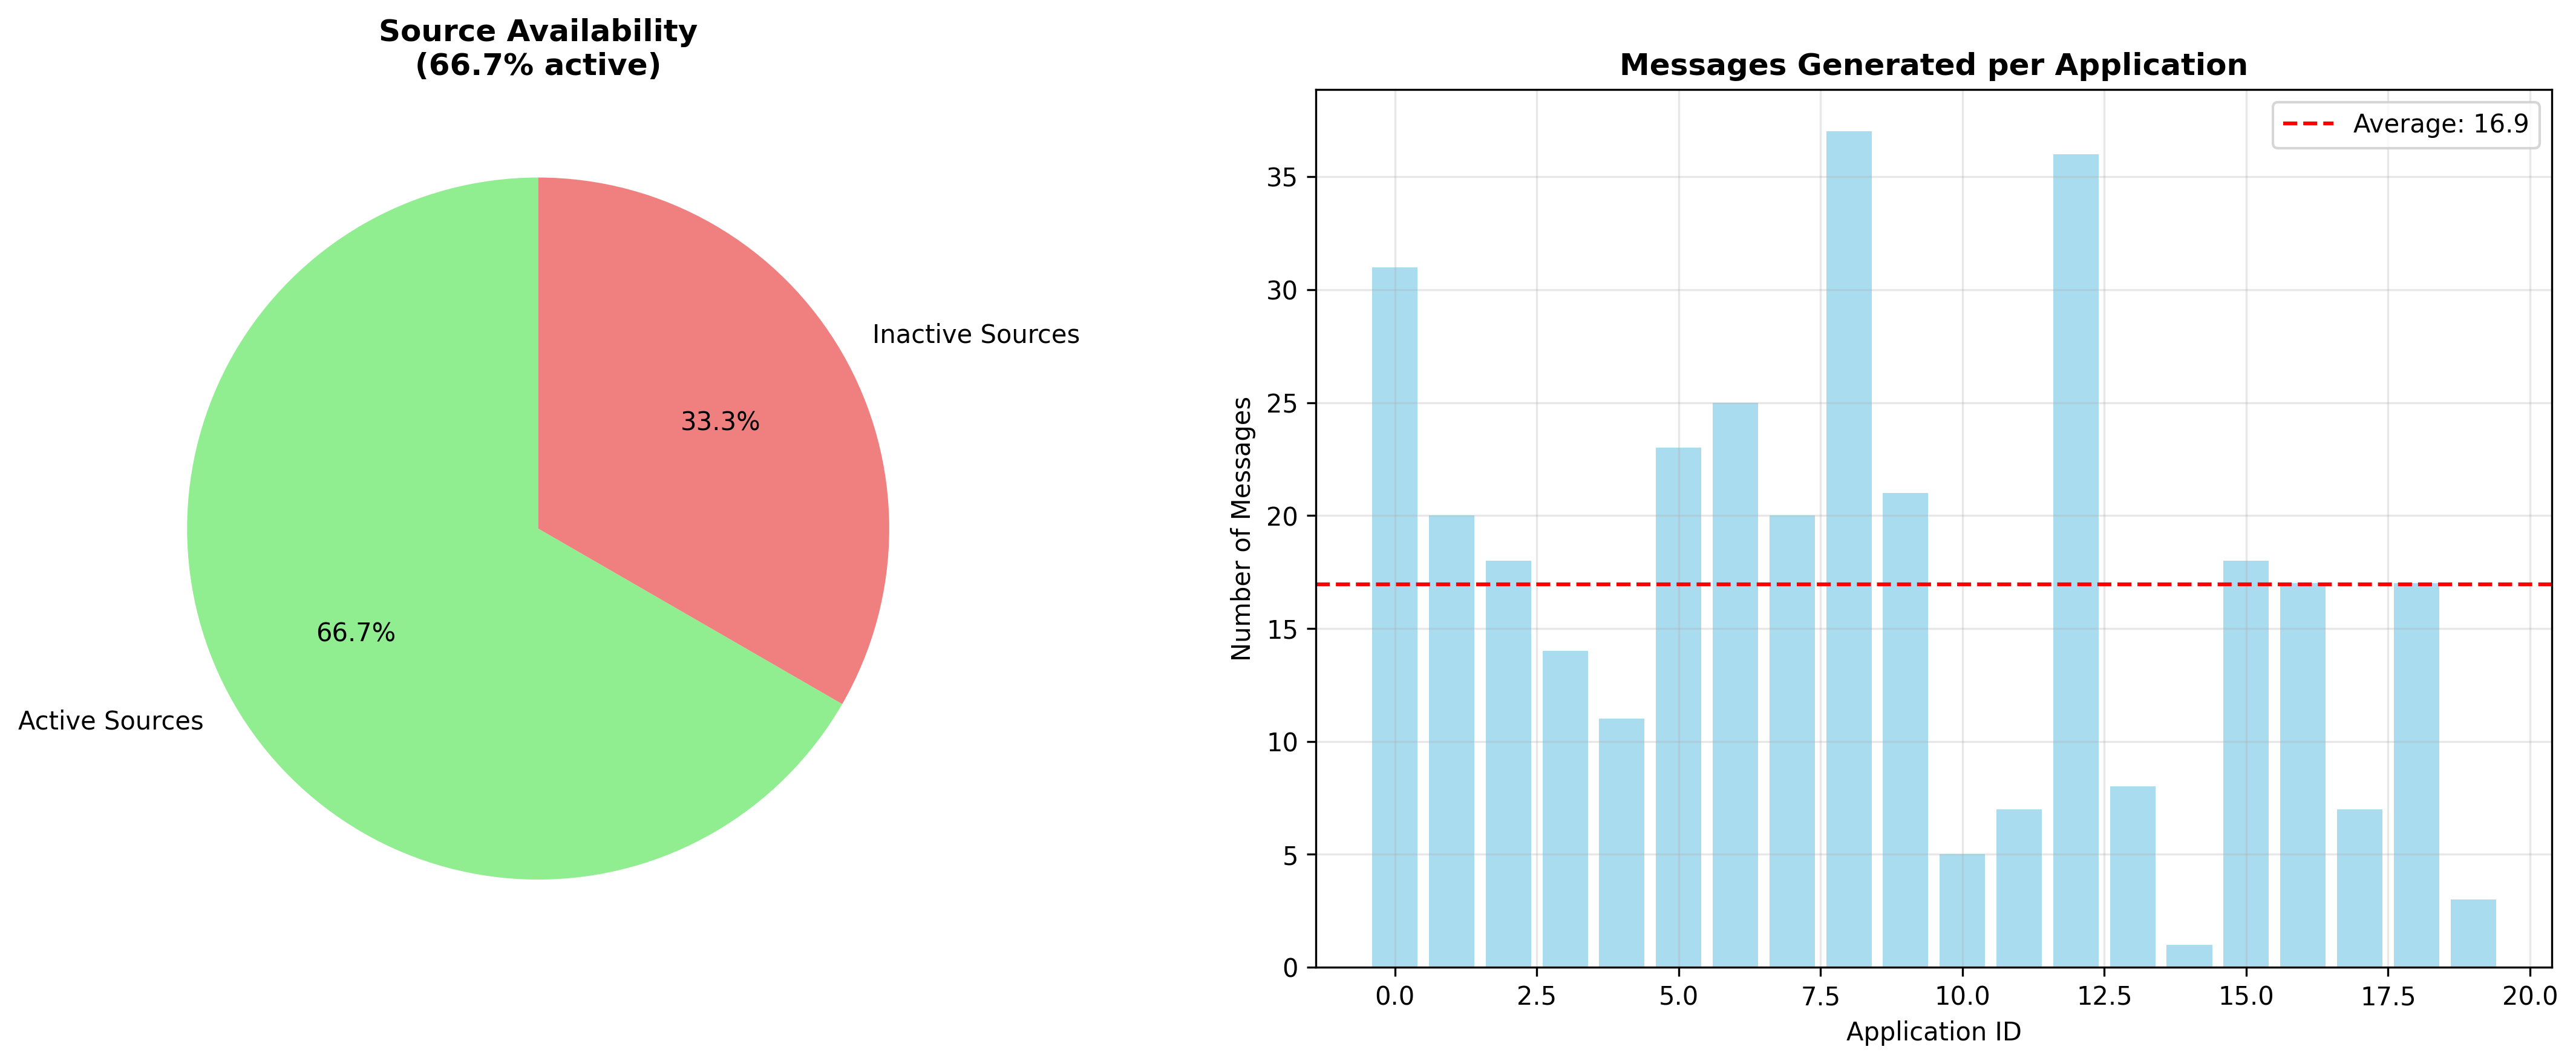 Source Availability
(66.7% active)
Inactive Sources
33.3%
66.7%
Active Sources
Messages Generated per Application
Average: 16.9
Number of Messages
35
30
25
20
15
10
5
0
0.0 2.5 5.0 7.5 10.0 12.5 15.0 17.5 20.0
Application ID